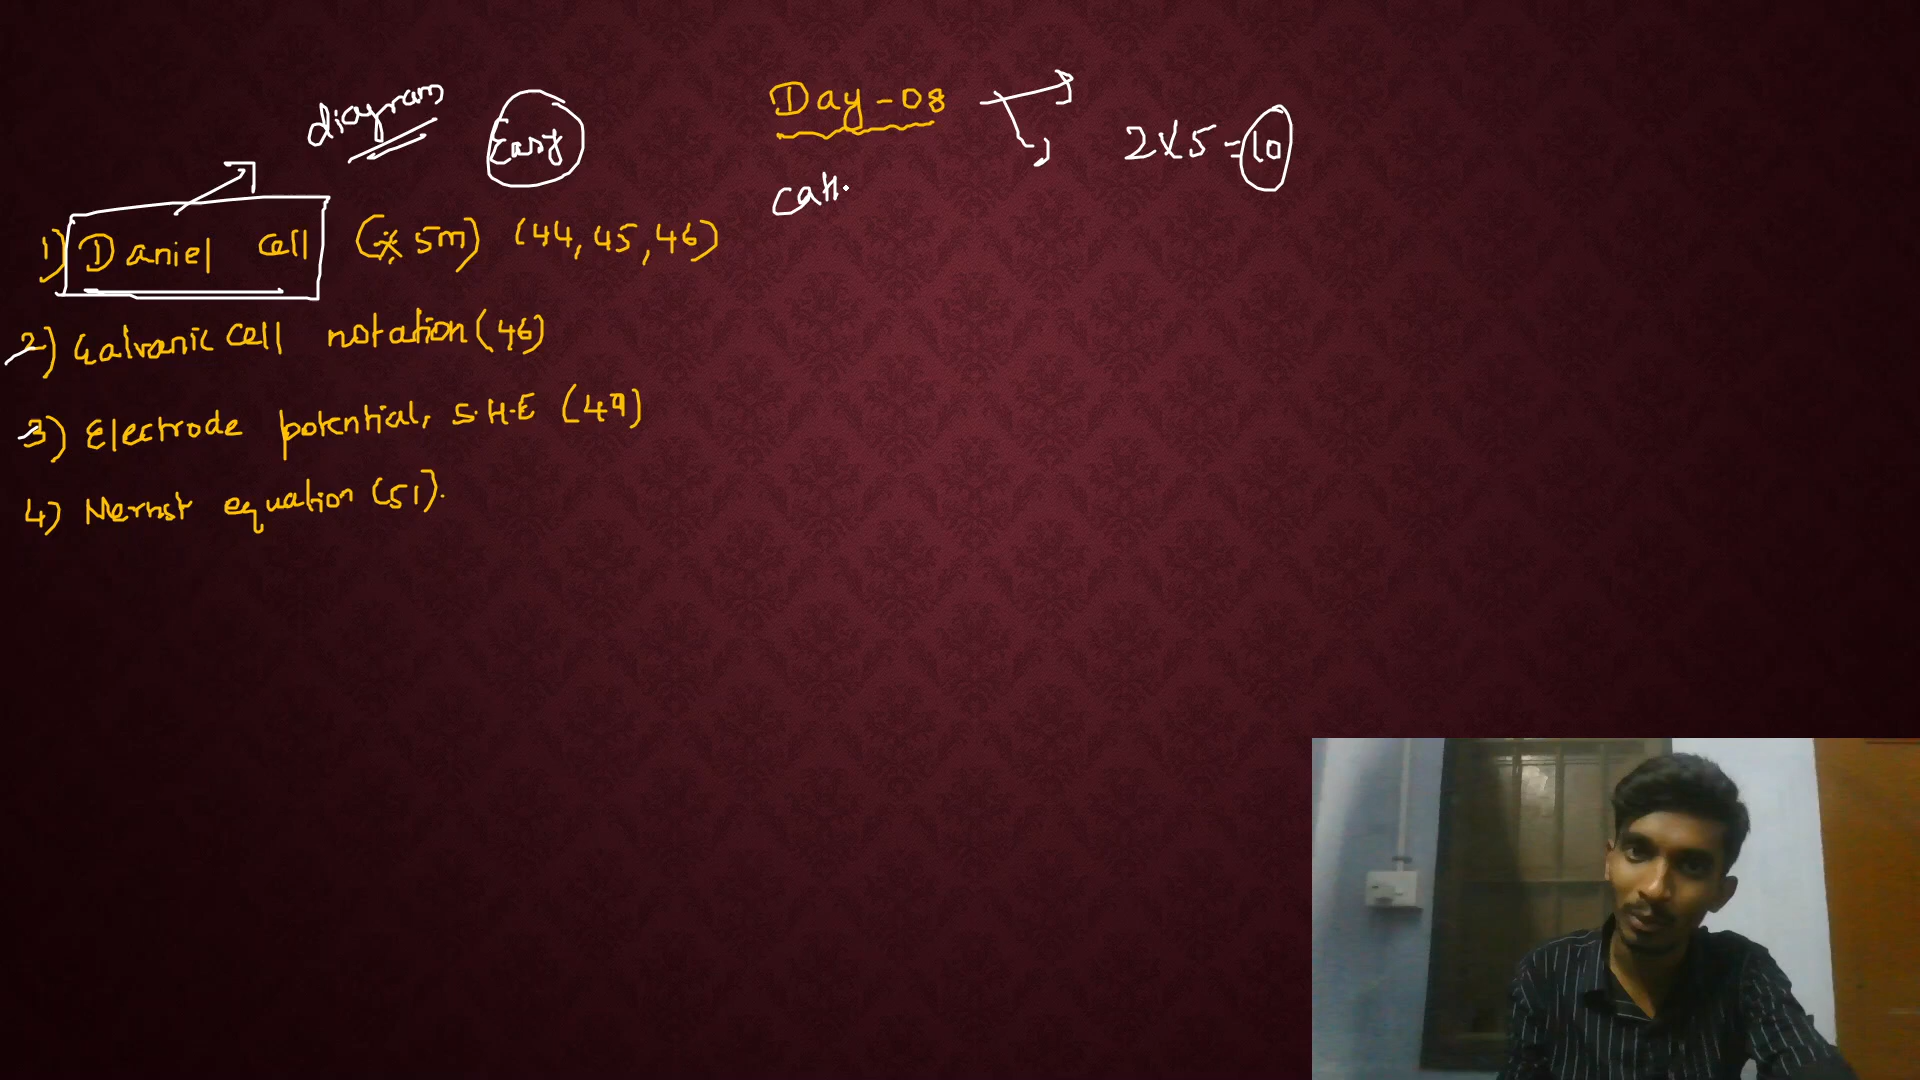 diagram
Easy
Day-08
2x5=10
cath.
1) Daniel cell (* 5m) (44,45,46)
2) Galvanic cell notation (46)
3) Electrode potential, S.H.E (49)
4) Nernst equation (51).